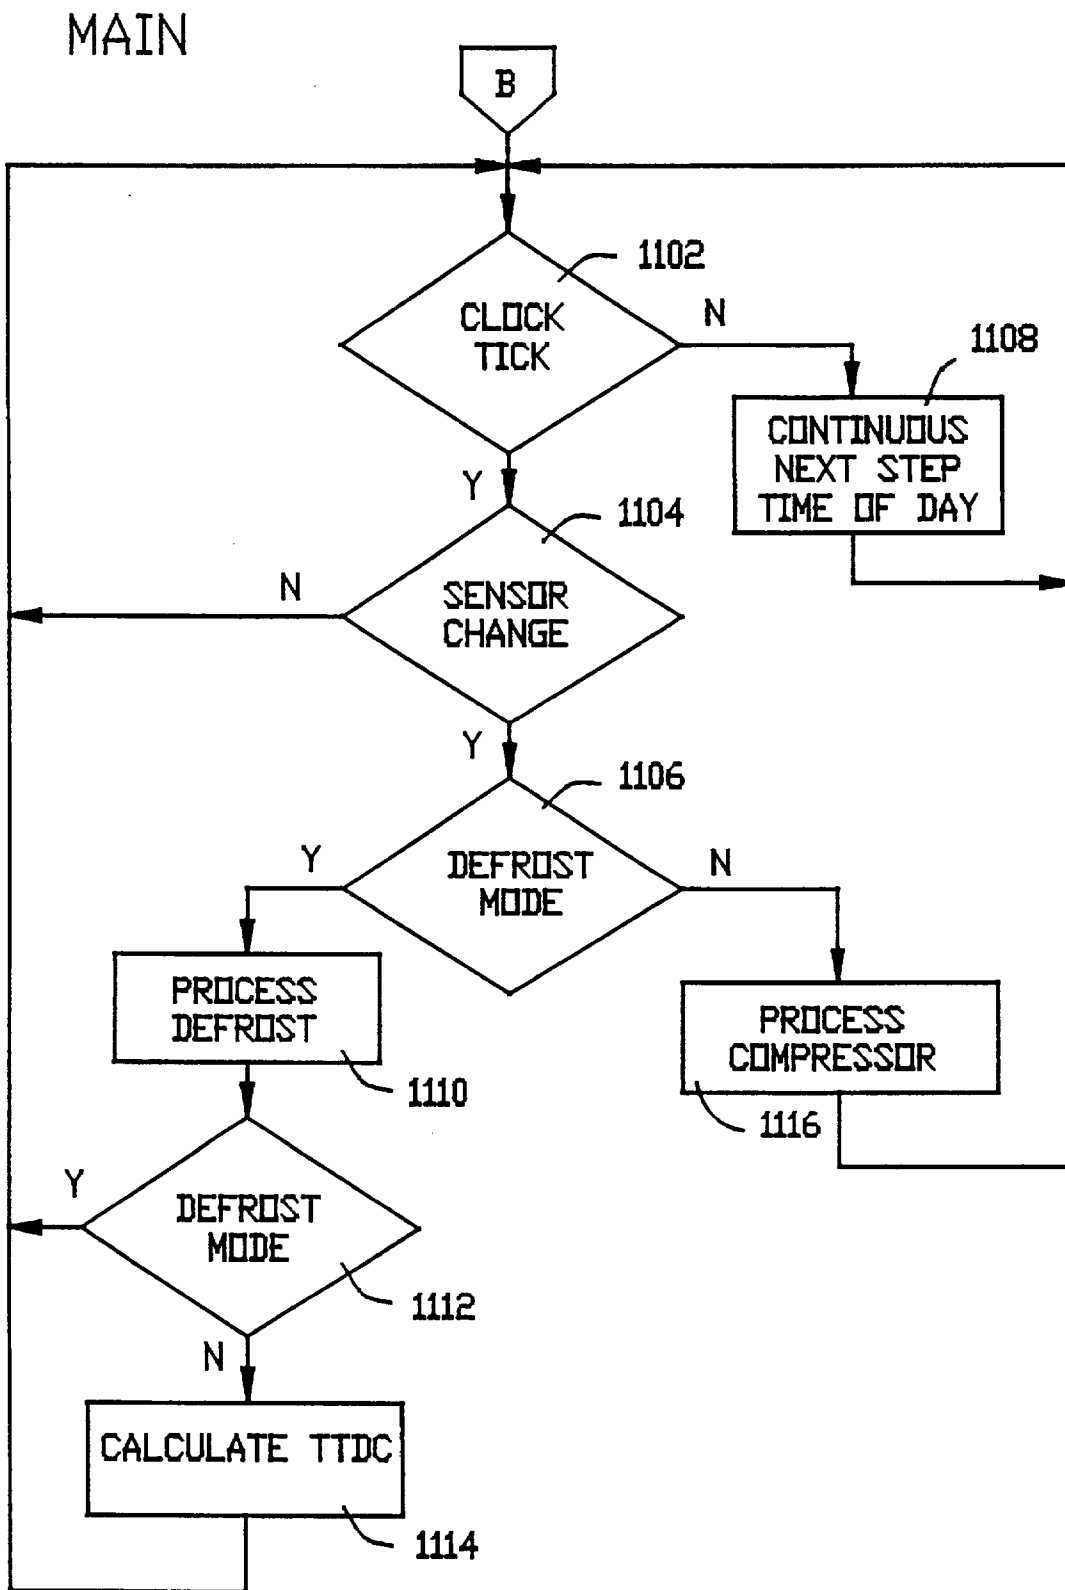 MAIN
B
1102
CLOCK
TICK
N
1108
CONTINUOUS
NEXT STEP
TIME OF DAY
Y
1104
SENSOR
CHANGE
N
Y
1106
DEFROST
MODE
Y
N
PROCESS
DEFROST
1110
PROCESS
COMPRESSOR
1116
Y
DEFROST
MODE
1112
N
CALCULATE TTDC
1114